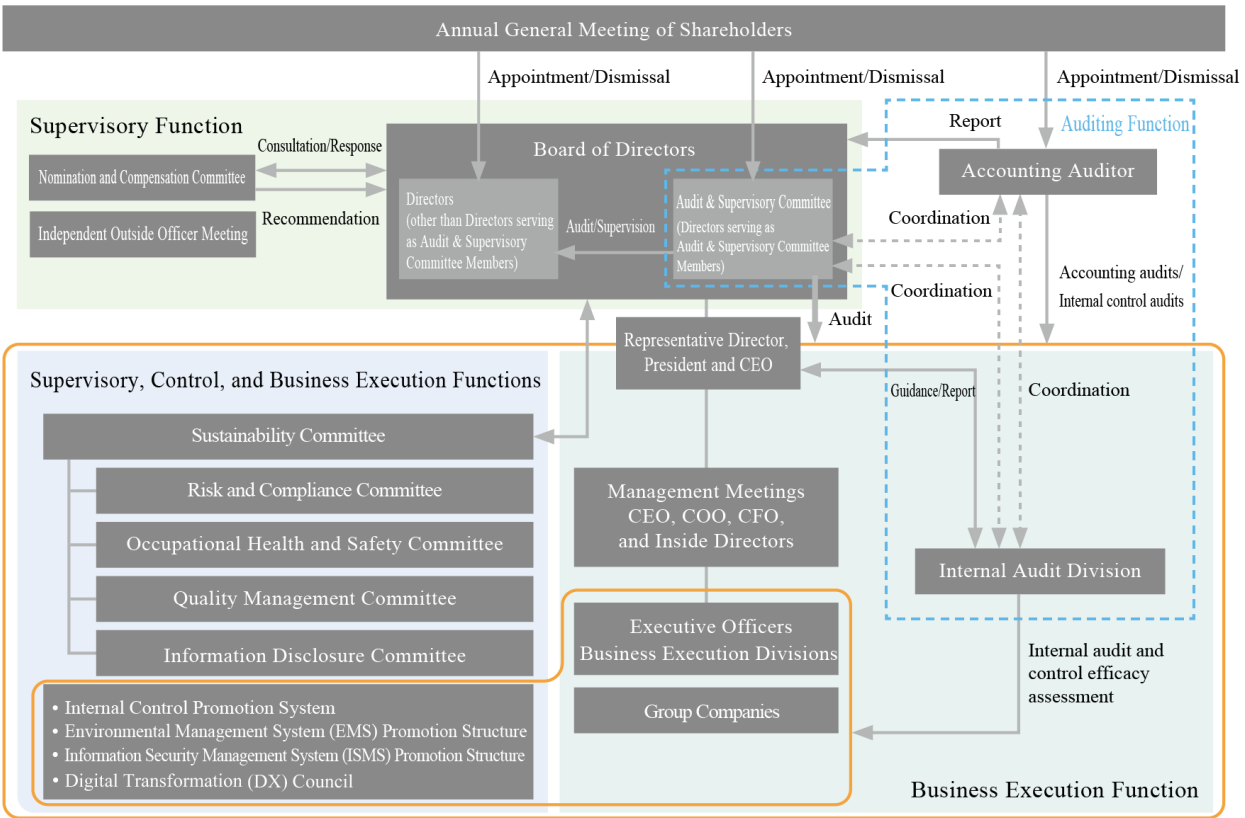 Annual General Meeting of Shareholders
Appointment/Dismissal
Appointment/Dismissal
Appointment/Dismissal
Supervisory Function
Consultation/Response
Nomination and Compensation Committee
Recommendation
Independent Outside Officer Meeting
Board of Directors
Directors
(other than Directors serving
as Audit & Supervisory
Committee Members)
Audit/Supervision
Audit & Supervisory Committee
(Directors serving as
Audit & Supervisory Committee
Members)
Report
Auditing Function
Accounting Auditor
Coordination
Coordination
Accounting audits/
Internal control audits
Audit
Representative Director,
President and CEO
Guidance/Report
Coordination
Supervisory, Control, and Business Execution Functions
Sustainability Committee
Risk and Compliance Committee
Occupational Health and Safety Committee
Quality Management Committee
Information Disclosure Committee
• Internal Control Promotion System
• Environmental Management System (EMS) Promotion Structure
• Information Security Management System (ISMS) Promotion Structure
• Digital Transformation (DX) Council
Management Meetings
CEO, COO, CFO,
and Inside Directors
Executive Officers
Business Execution Divisions
Group Companies
Internal Audit Division
Internal audit and
control efficacy
assessment
Business Execution Function